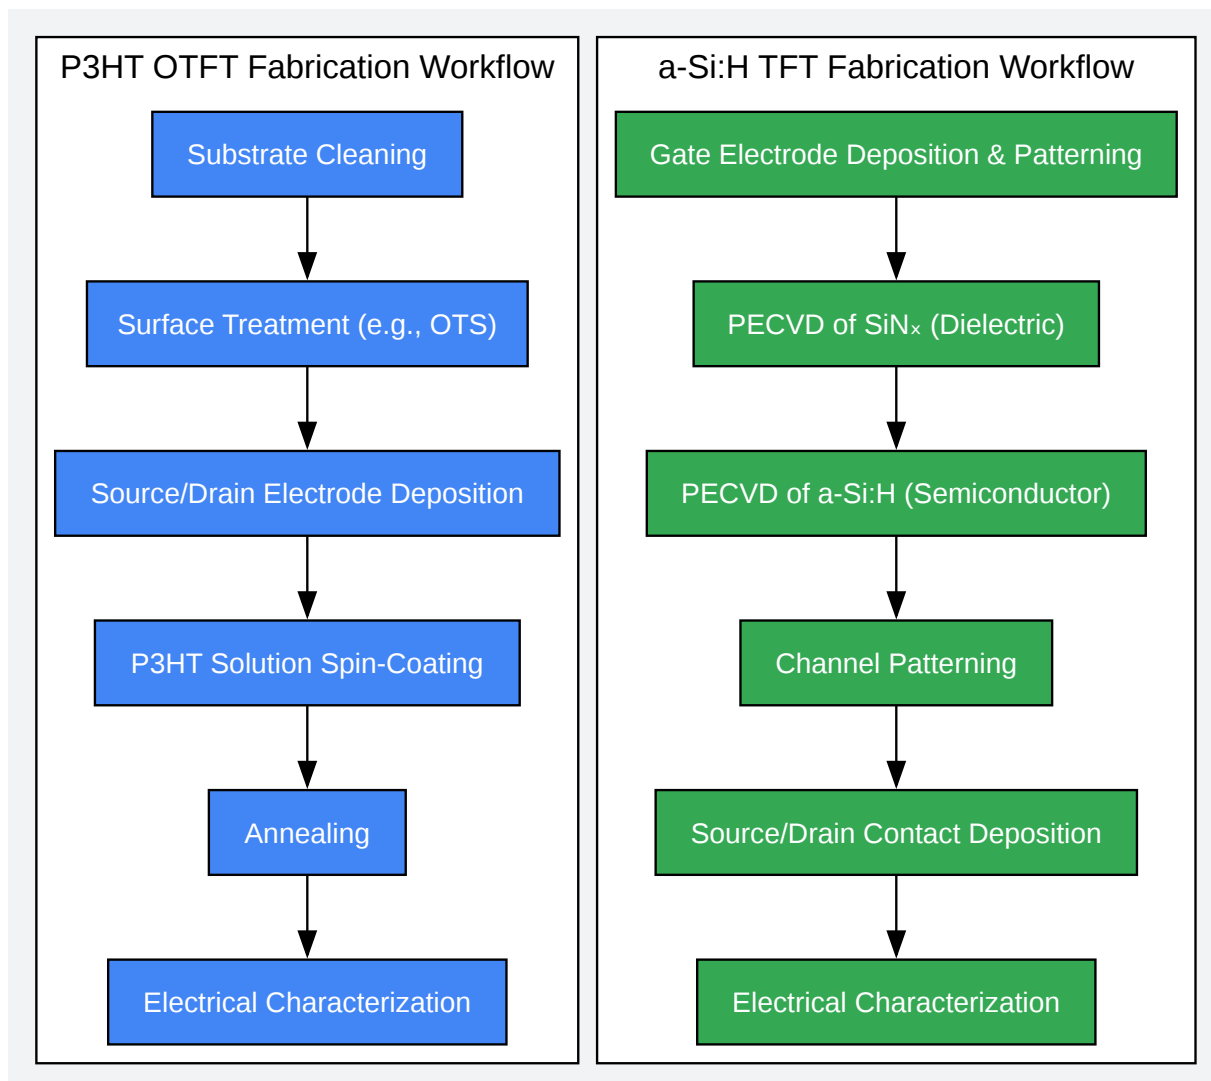 P3HT OTFT Fabrication Workflow
Substrate Cleaning
Surface Treatment (e.g., OTS)
Source/Drain Electrode Deposition
P3HT Solution Spin-Coating
Annealing
Electrical Characterization
a-Si:H TFT Fabrication Workflow
Gate Electrode Deposition & Patterning
PECVD of SiNₓ (Dielectric)
PECVD of a-Si:H (Semiconductor)
Channel Patterning
Source/Drain Contact Deposition
Electrical Characterization